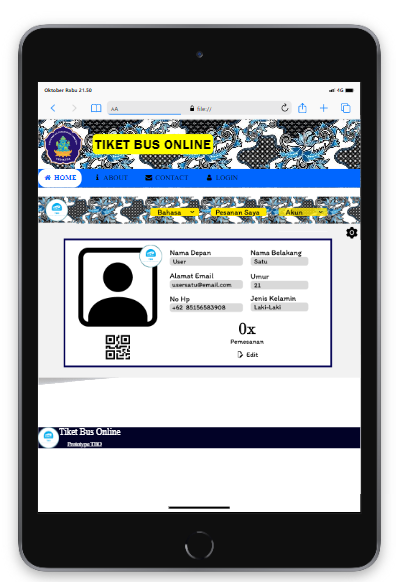 Oktober Rabu 21.50
4G
AA
file://
TIKET BUS ONLINE
HOME
ABOUT
CONTACT
LOGIN
Bahasa
Pesanan Saya
Akun
Nama Depan
Nama Belakang
User
Satu
Alamat Email
Umur
usersatu@email.com
21
No Hp
Jenis Kelamin
+62 85156583908
Laki-Laki
0x
Pemesanan
Edit
Tiket Bus Online
Prototype TBO